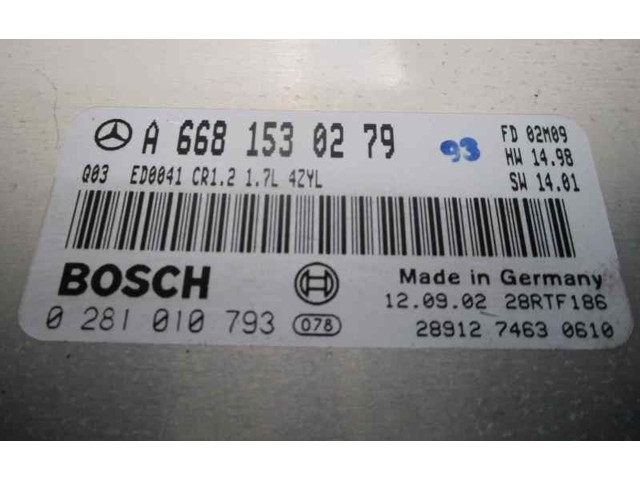 A 668 153 02 79 93 FD 02M09
HW 14.98
Q03 ED0041 CR1.2 1.7L 4ZYL SW 14.01
BOSCH Made in Germany
12.09.02 28RTF186
0 281 010 793 078 28912 7463 0610